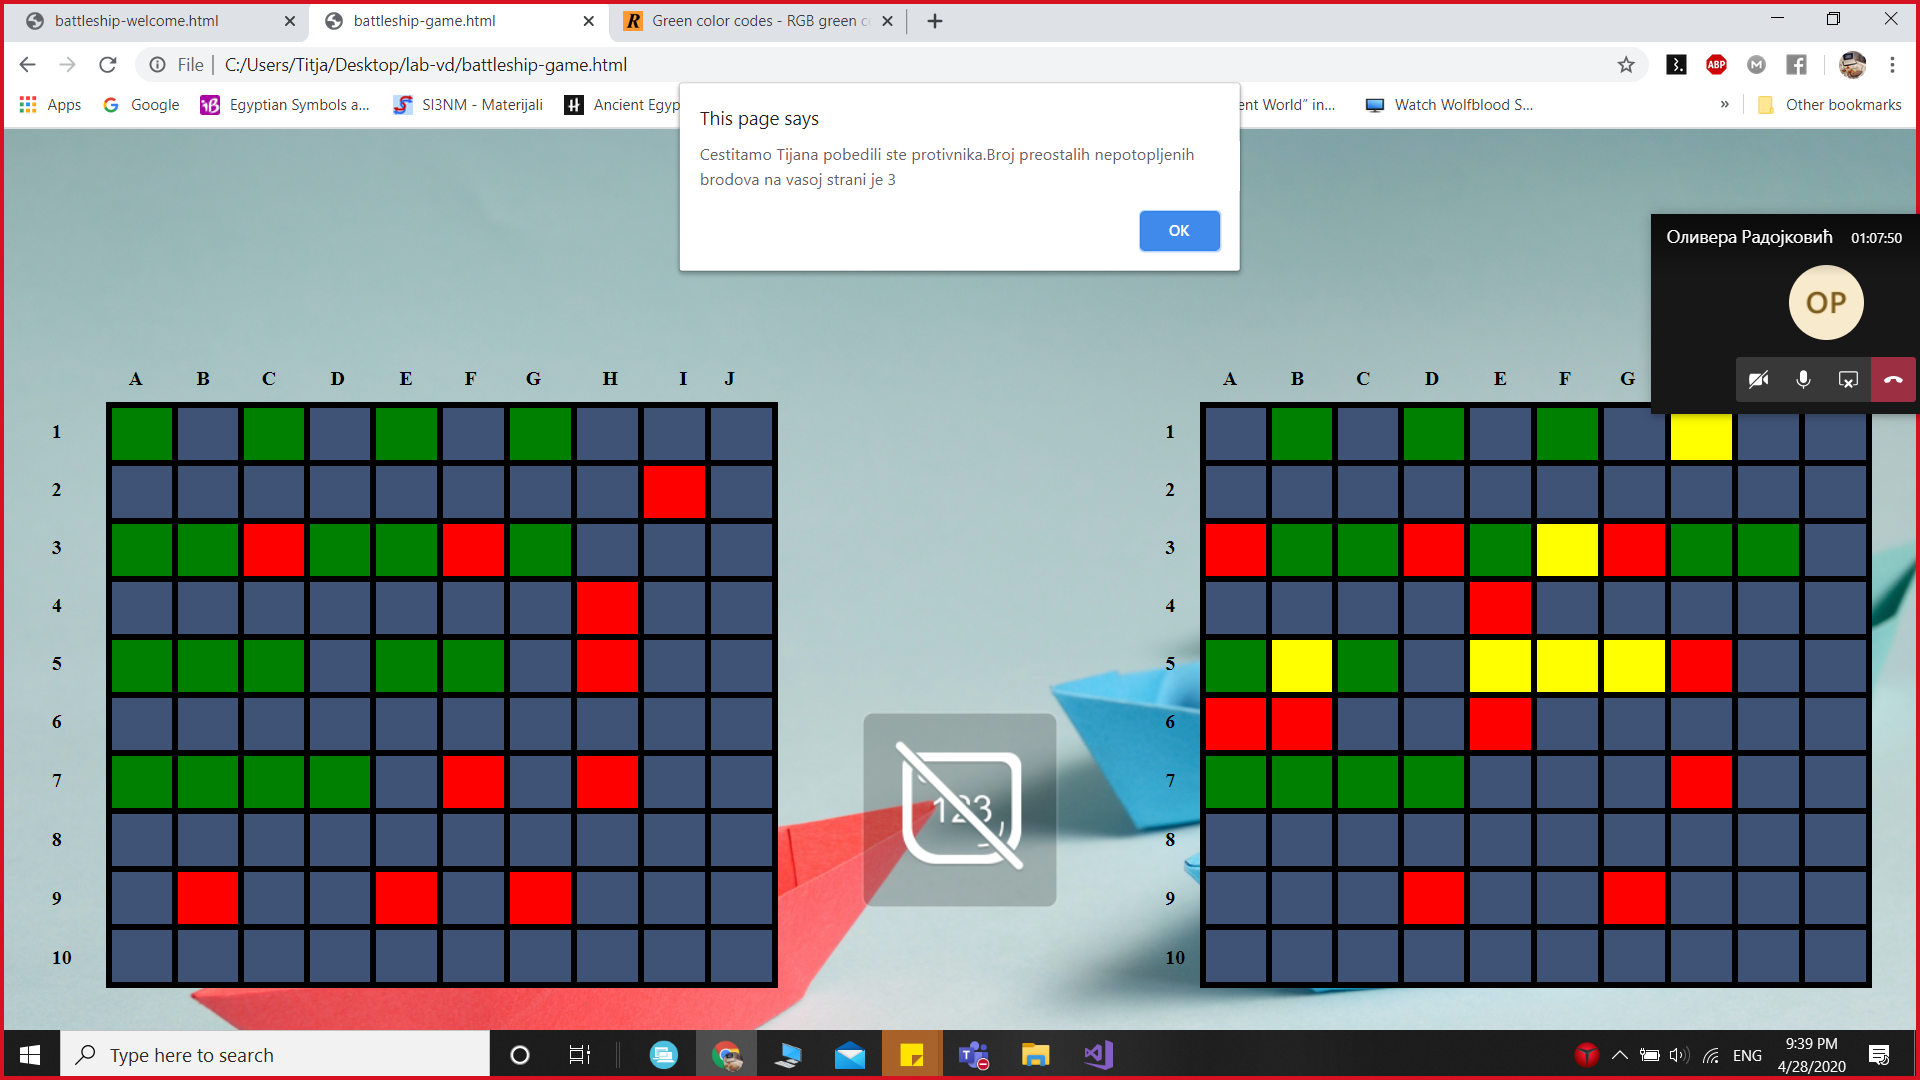 battleship-welcome.html
battleship-game.html
Green color codes - RGB green c
File
C:/Users/Titja/Desktop/lab-vd/battleship-game.html
Apps
Google
Egyptian Symbols a...
SI3NM - Materijali
Ancient Egyp
ent World" in...
Watch Wolfblood S...
»
Other bookmarks
ABP
This page says
Cestitamo Tijana pobedili ste protivnika.Broj preostalih nepotopljenih
brodova na vasoj strani je 3
OK
Оливера Радојковић 01:07:50
OP
A B C D E F G H I J
1
2
3
4
5
6
7
8
9
10
A B C D E F G
1
2
3
4
5
6
7
8
9
10
123
Type here to search
ENG
9:39 PM
4/28/2020